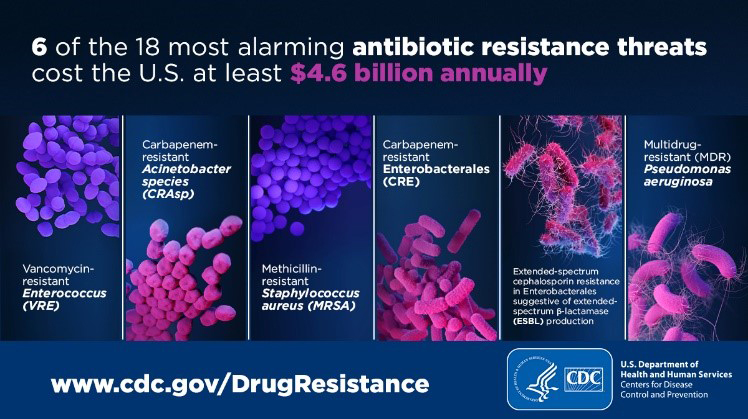 6 of the 18 most alarming antibiotic resistance threats
cost the U.S. at least $4.6 billion annually
Vancomycin-
resistant
Enterococcus
(VRE)
Carbapenem-
resistant
Acinetobacter
species
(CRAsp)
Methicillin-
resistant
Staphylococcus
aureus (MRSA)
Carbapenem-
resistant
Enterobacterales
(CRE)
Extended-spectrum
cephalosporin resistance
in Enterobacterales
suggestive of extended-
spectrum β-lactamase
(ESBL) production
Multidrug-
resistant (MDR)
Pseudomonas
aeruginosa
www.cdc.gov/DrugResistance
CDC
U.S. Department of
Health and Human Services
Centers for Disease
Control and Prevention